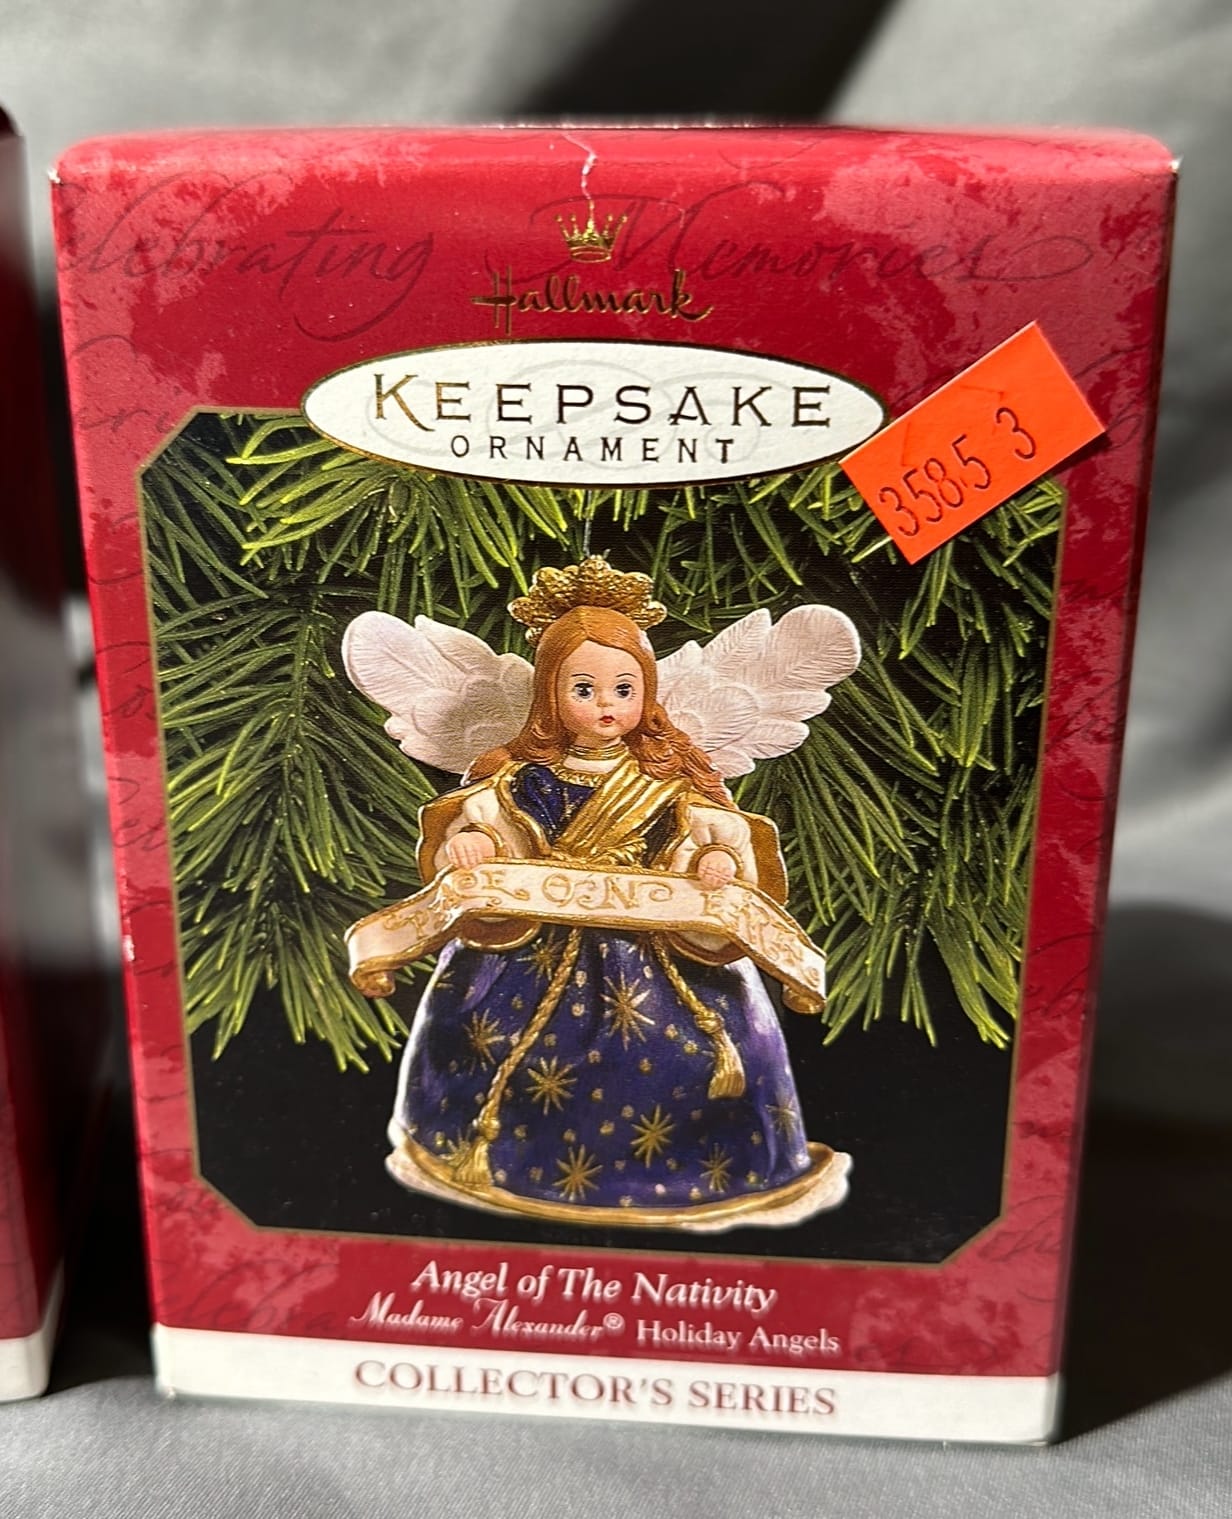 Celebrating Memories
Hallmark
KEEPSAKE
ORNAMENT
3585 3
PEACE ON EARTH
Angel of The Nativity
Madame Alexander® Holiday Angels
COLLECTOR'S SERIES